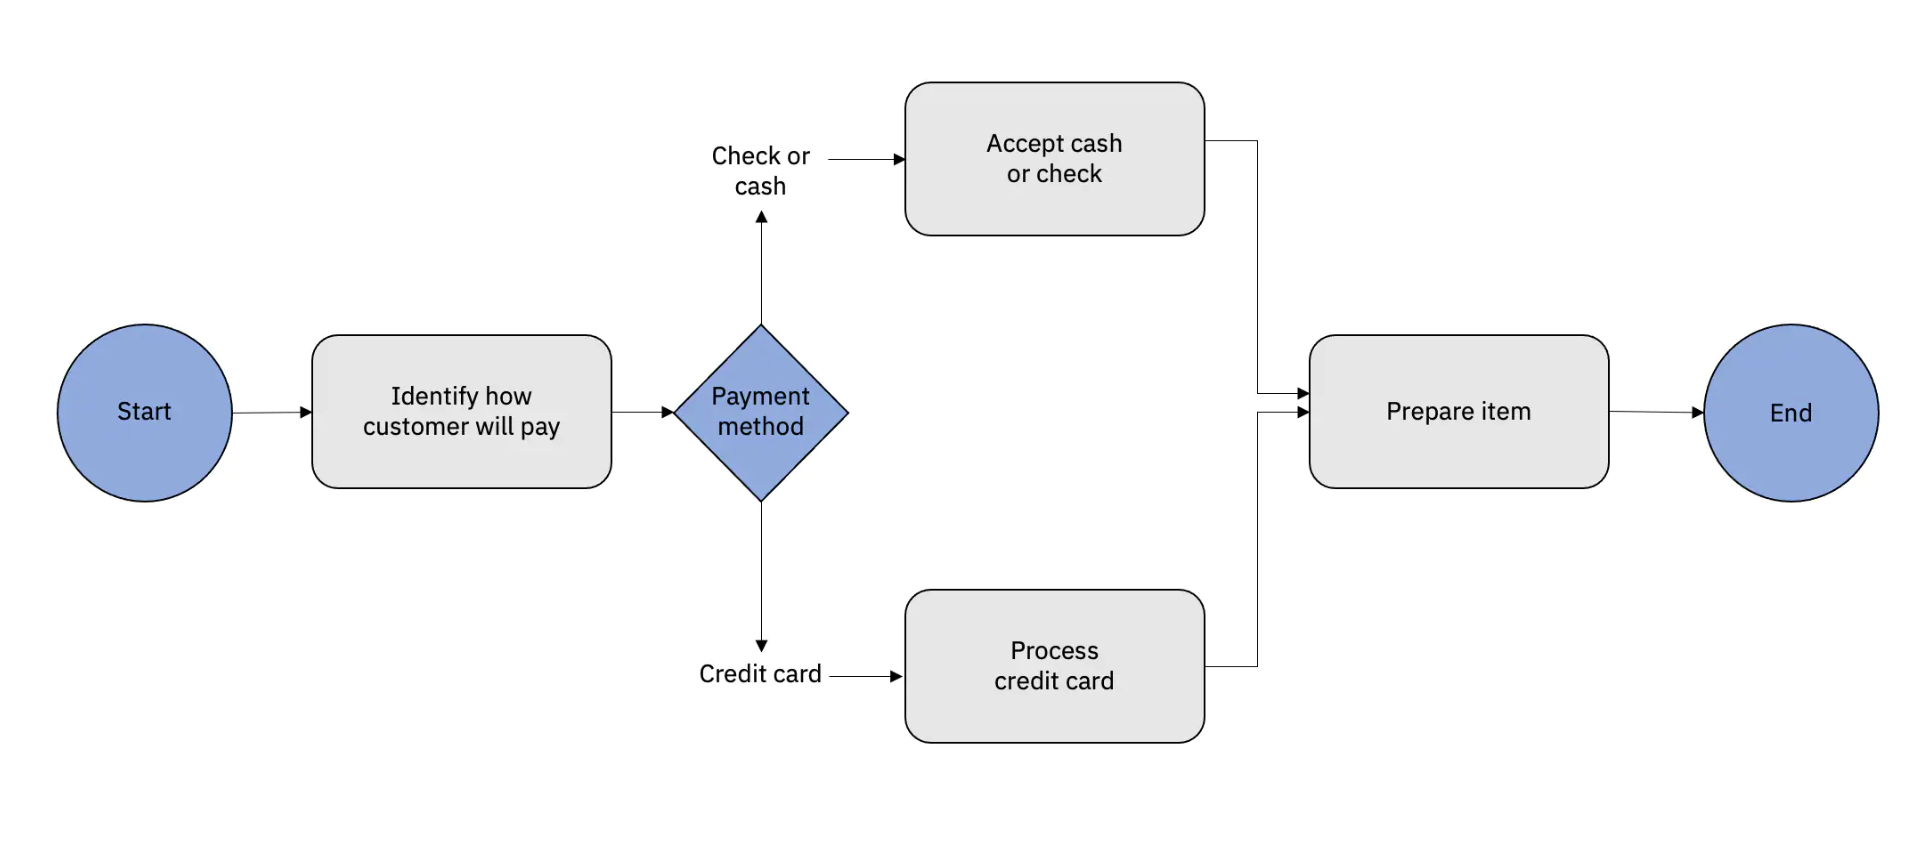 Start
Identify how
customer will pay
Payment
method
Check or
cash
Accept cash
or check
Credit card
Process
credit card
Prepare item
End